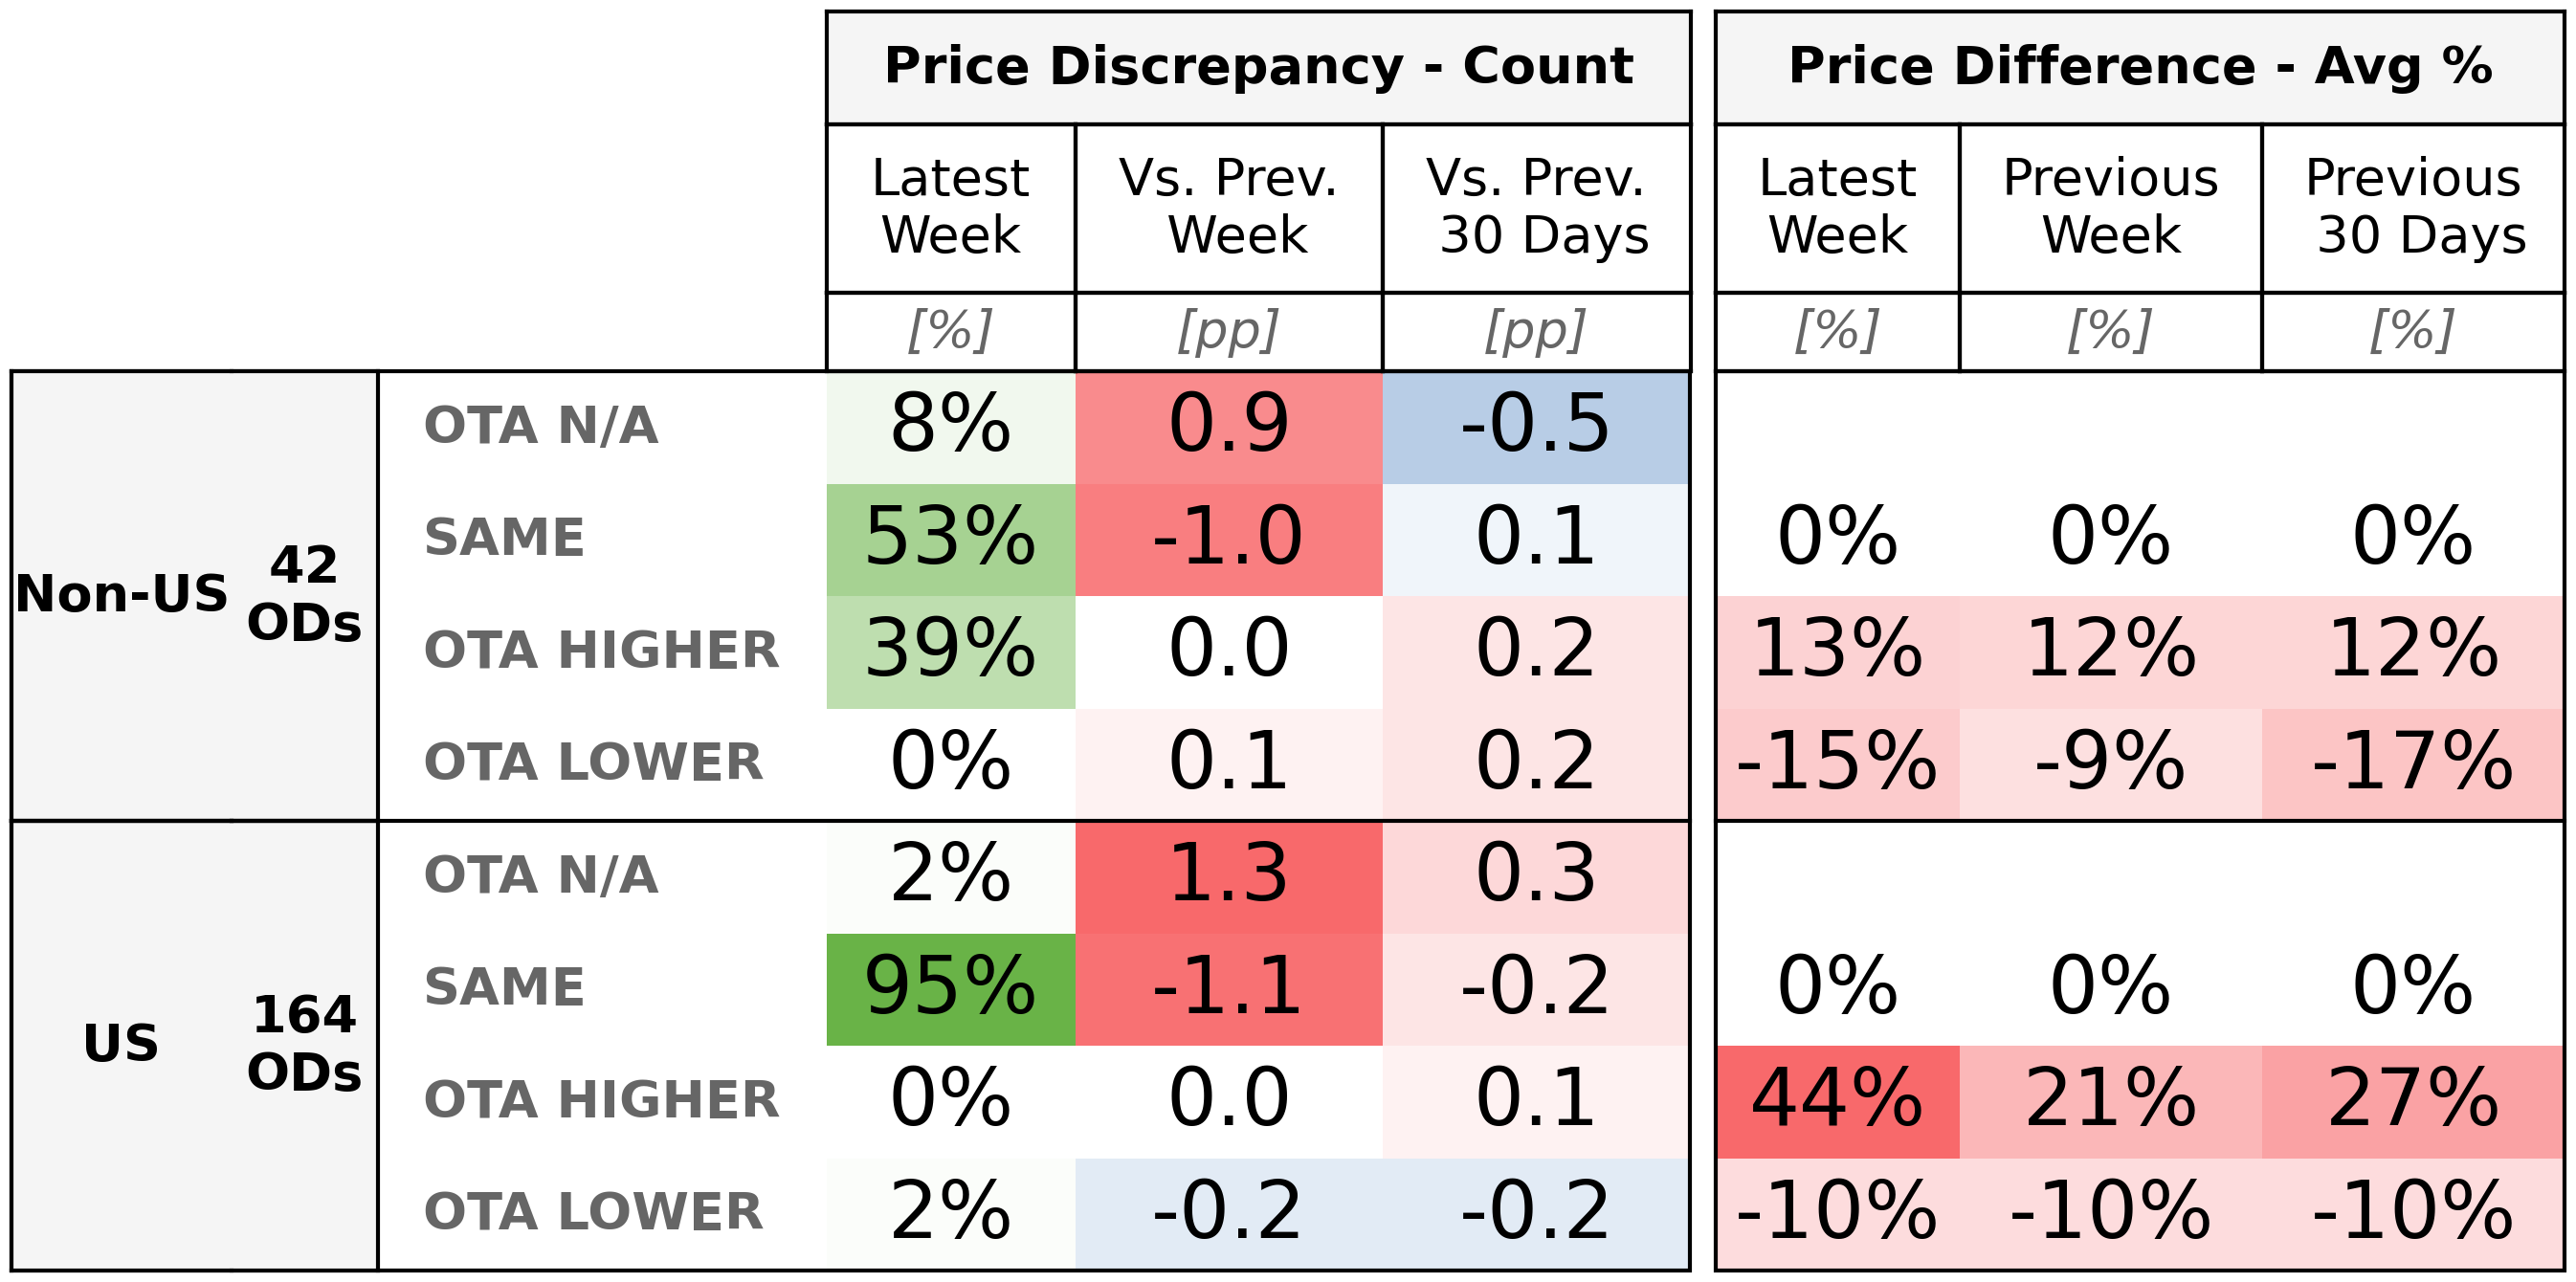 Price Discrepancy - Count Price Difference - Avg %
Latest Week Vs. Prev. Week Vs. Prev. 30 Days Latest Week Previous Week Previous 30 Days
[%] [pp] [pp] [%] [%] [%]
Non-US 42 ODs
OTA N/A 8% 0.9 -0.5
SAME 53% -1.0 0.1 0% 0% 0%
OTA HIGHER 39% 0.0 0.2 13% 12% 12%
OTA LOWER 0% 0.1 0.2 -15% -9% -17%
US 164 ODs
OTA N/A 2% 1.3 0.3
SAME 95% -1.1 -0.2 0% 0% 0%
OTA HIGHER 0% 0.0 0.1 44% 21% 27%
OTA LOWER 2% -0.2 -0.2 -10% -10% -10%